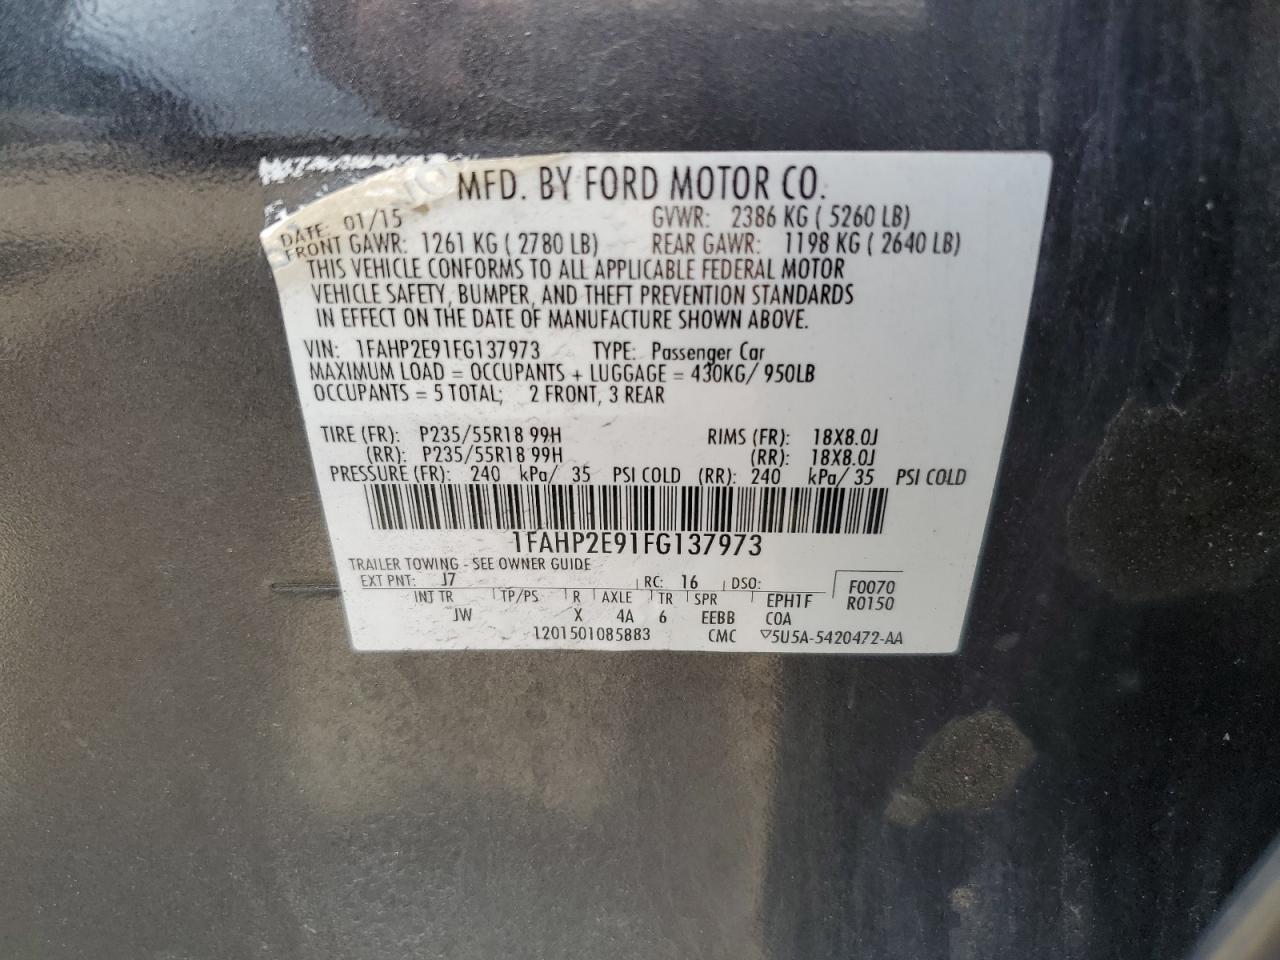 MFD. BY FORD MOTOR CO.
DATE: 01/15 GVWR: 2386 KG ( 5260 LB)
FRONT GAWR: 1261 KG ( 2780 LB) REAR GAWR: 1198 KG ( 2640 LB)
THIS VEHICLE CONFORMS TO ALL APPLICABLE FEDERAL MOTOR
VEHICLE SAFETY, BUMPER, AND THEFT PREVENTION STANDARDS
IN EFFECT ON THE DATE OF MANUFACTURE SHOWN ABOVE.
VIN: 1FAHP2E91FG137973 TYPE: Passenger Car
MAXIMUM LOAD = OCCUPANTS + LUGGAGE = 430KG/ 950LB
OCCUPANTS = 5 TOTAL; 2 FRONT, 3 REAR
TIRE (FR): P235/55R18 99H RIMS (FR): 18X8.0J
(RR): P235/55R18 99H (RR): 18X8.0J
PRESSURE (FR): 240 kPa/ 35 PSI COLD (RR): 240 kPa/ 35 PSI COLD
1FAHP2E91FG137973
TRAILER TOWING - SEE OWNER GUIDE
EXT PNT: J7 RC: 16 DSO: F0070
INT TR TP/PS R AXLE TR SPR EPH1F R0150
JW X 4A 6 EEBB COA
1201501085883 CMC ▽5U5A-5420472-AA